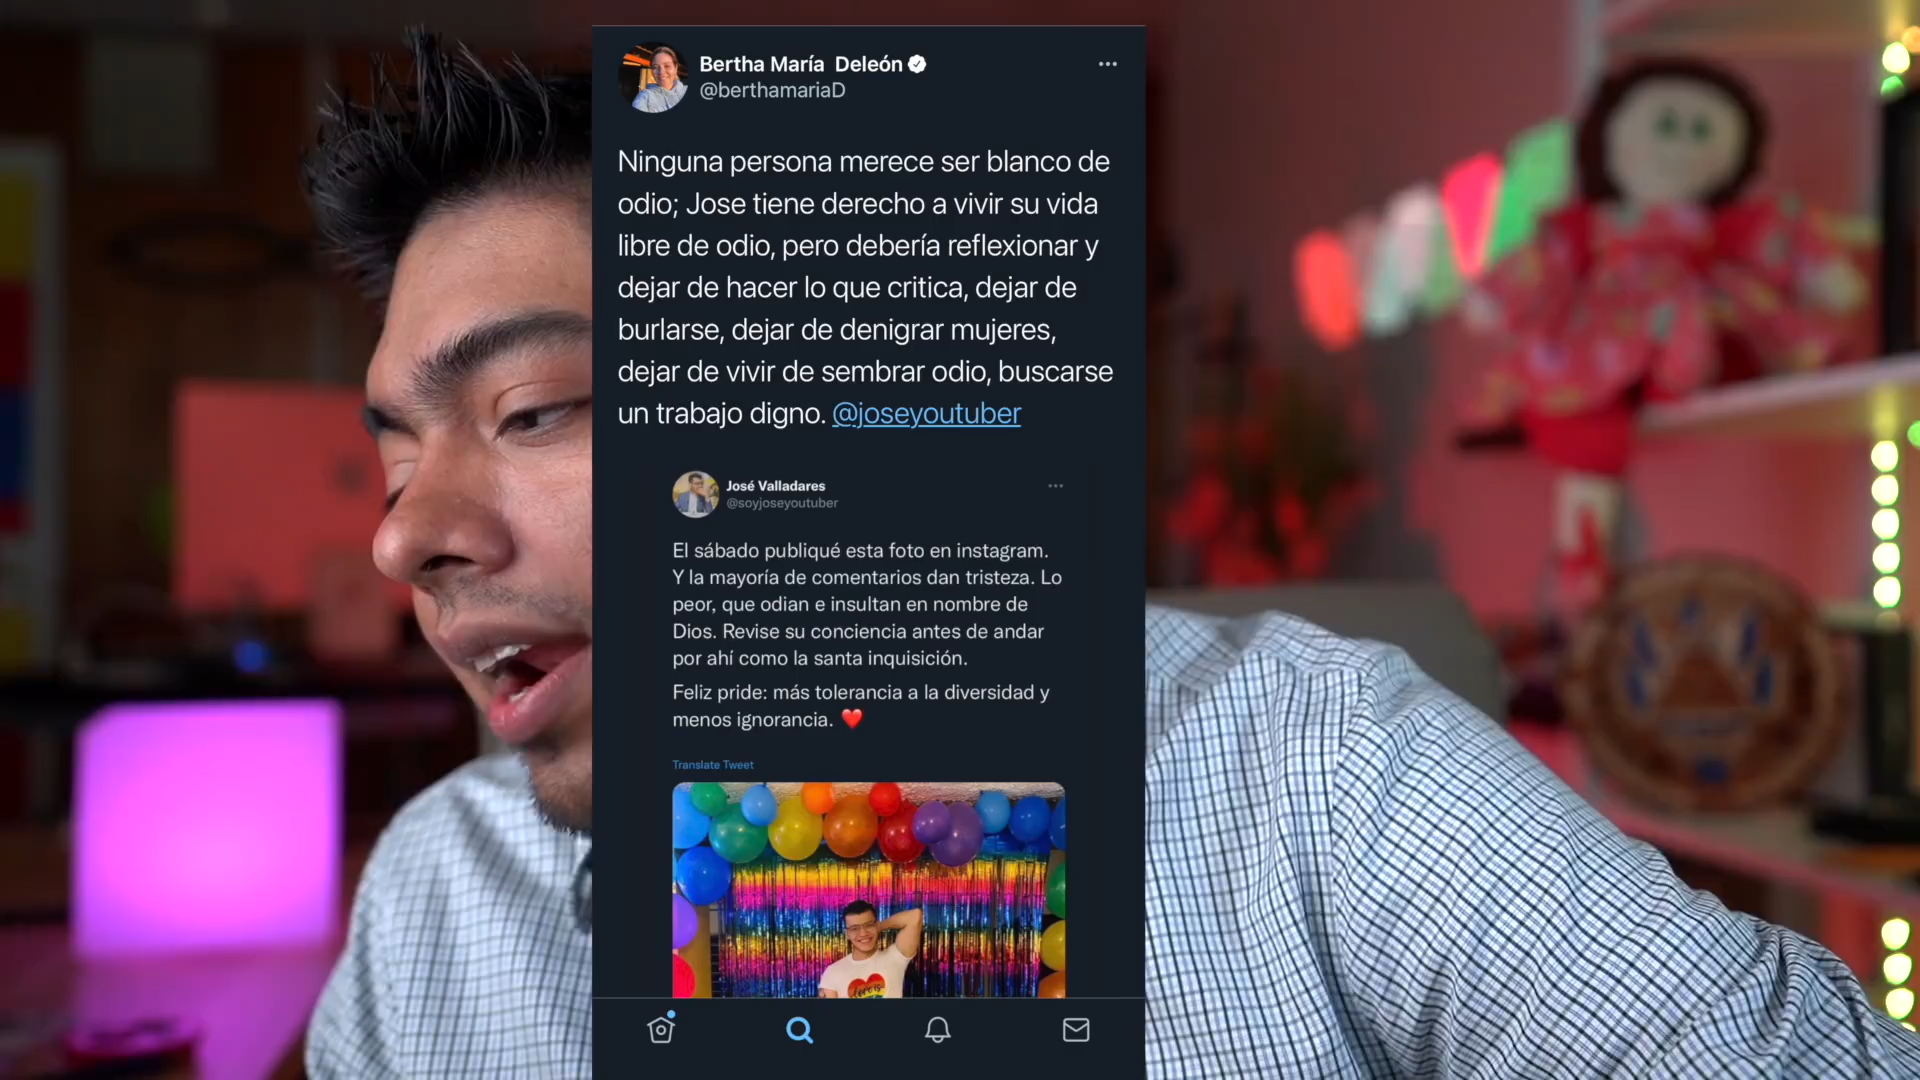 Bertha María Deleón
@berthamariaD
Ninguna persona merece ser blanco de
odio; Jose tiene derecho a vivir su vida
libre de odio, pero debería reflexionar y
dejar de hacer lo que critica, dejar de
burlarse, dejar de denigrar mujeres,
dejar de vivir de sembrar odio, buscarse
un trabajo digno. @joseyoutuber
José Valladares
@soyjoseyoutuber
El sábado publiqué esta foto en instagram.
Y la mayoría de comentarios dan tristeza. Lo
peor, que odian e insultan en nombre de
Dios. Revise su conciencia antes de andar
por ahí como la santa inquisición.
Feliz pride: más tolerancia a la diversidad y
menos ignorancia. ❤️
Translate Tweet
love is